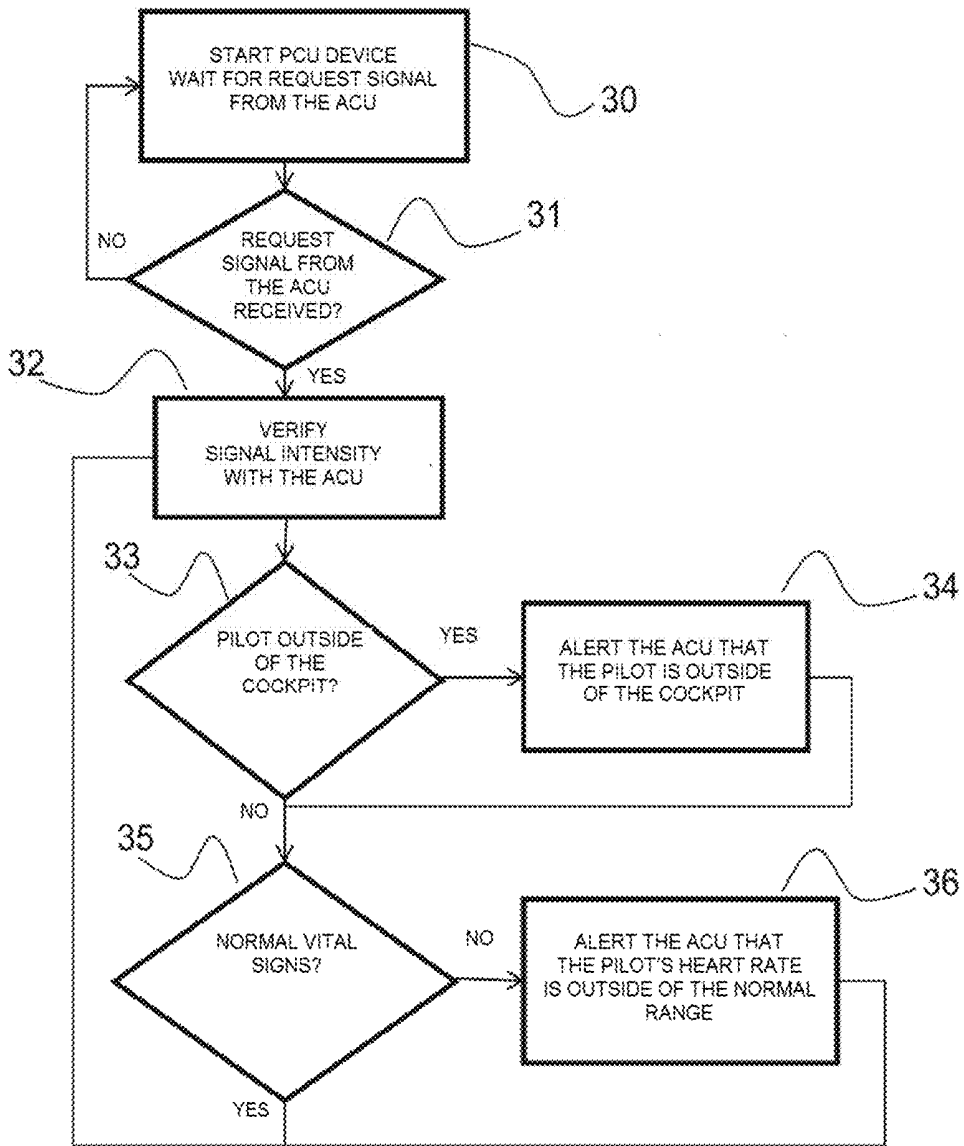 START PCU DEVICE
WAIT FOR REQUEST SIGNAL
FROM THE ACU
30
31
NO
REQUEST
SIGNAL FROM
THE ACU
RECEIVED?
32
YES
VERIFY
SIGNAL INTENSITY
WITH THE ACU
33
34
PILOT OUTSIDE
OF THE
COCKPIT?
YES
ALERT THE ACU THAT
THE PILOT IS OUTSIDE
OF THE COCKPIT
NO
35
36
NORMAL VITAL
SIGNS?
NO
ALERT THE ACU THAT
THE PILOT'S HEART RATE
IS OUTSIDE OF THE NORMAL
RANGE
YES